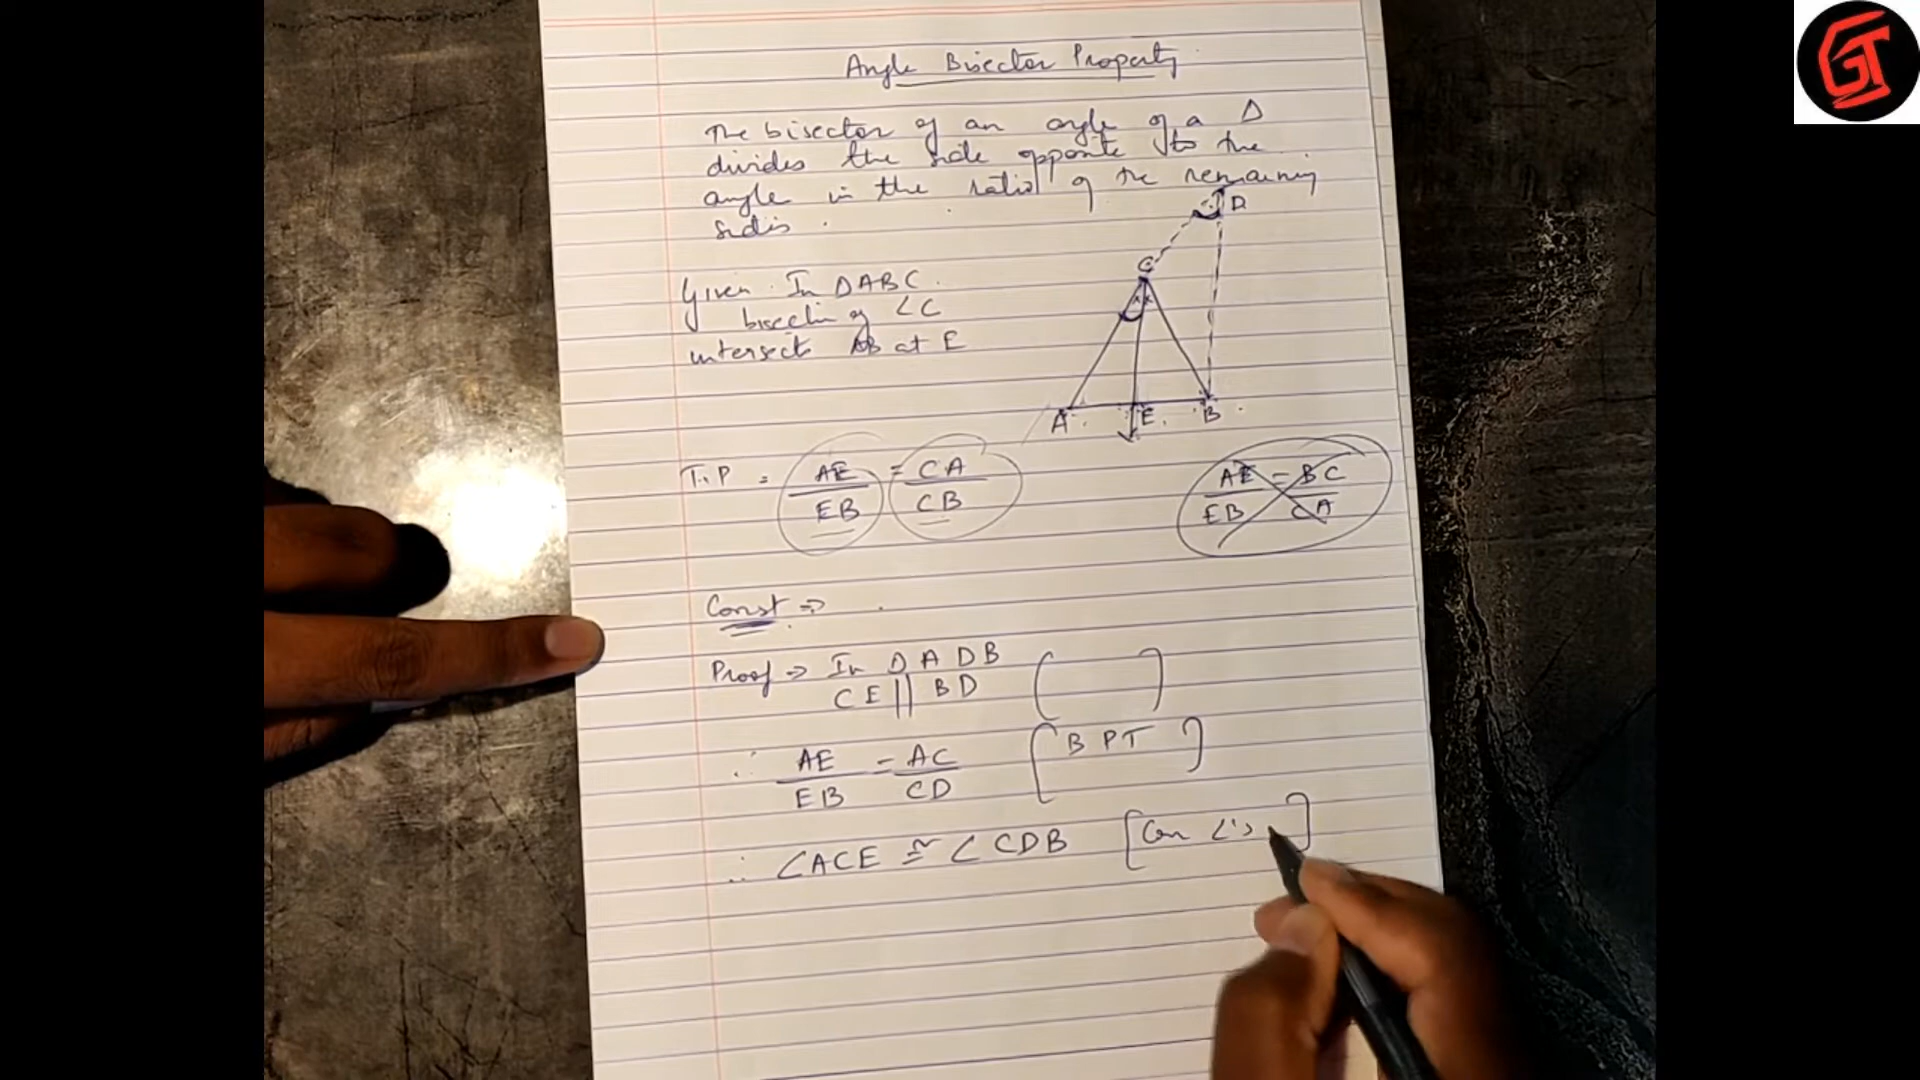 Angle Bisector Property
The bisector of an angle of a Δ
divides the side opposite to the
angle in the ratio of the remaining
sides.
D
C
Given. In ΔABC.
bisector of ∠C
intersect AB at E
x x
A E B
T.P = AE/EB = CA/CB
AE/EB = BC/CA
Const ⇒
Proof ⇒ In Δ ADB
CE || BD [ ]
∴ AE/EB = AC/CD [BPT]
∴ ∠ACE ≅ ∠CDB [Corr ∠'s]
GT